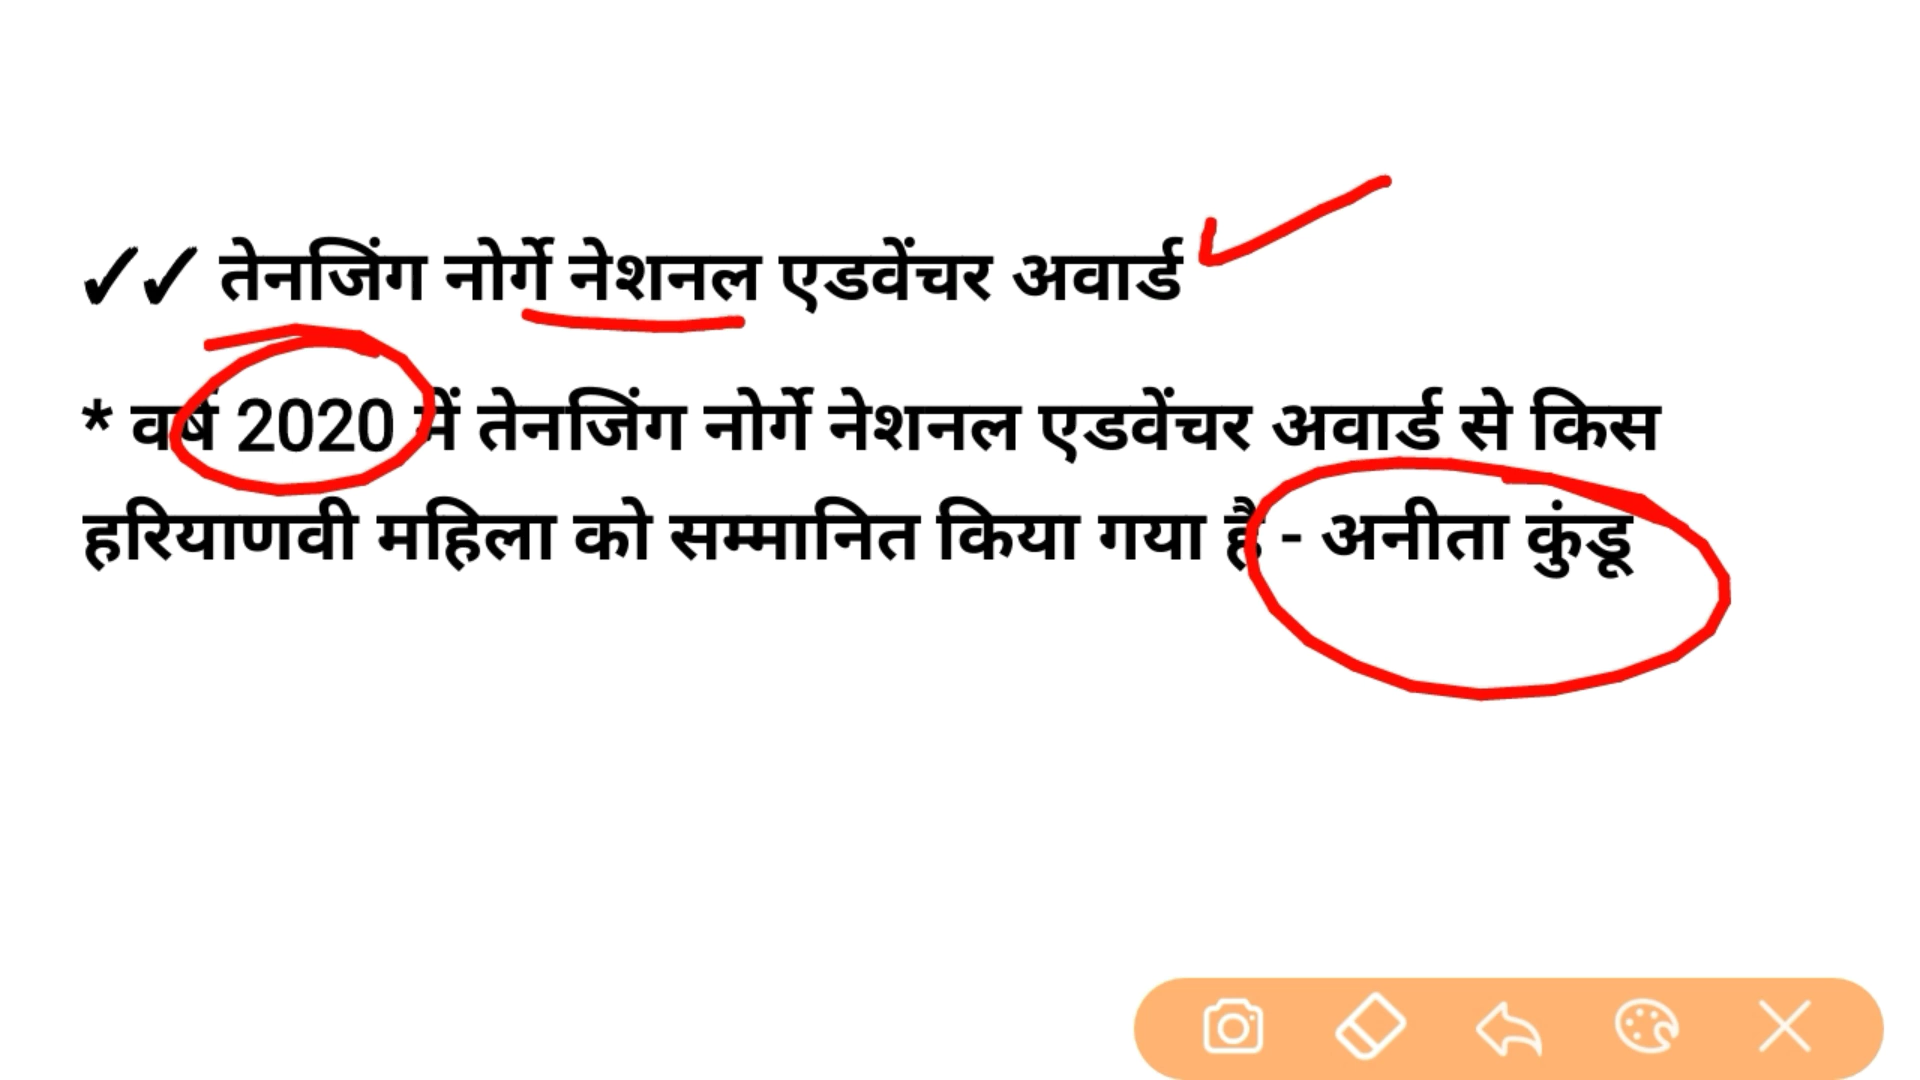 ✓✓ तेनजिंग नोर्गे नेशनल एडवेंचर अवार्ड
* वर्ष 2020 में तेनजिंग नोर्गे नेशनल एडवेंचर अवार्ड से किस
हरियाणवी महिला को सम्मानित किया गया है - अनीता कुंडू